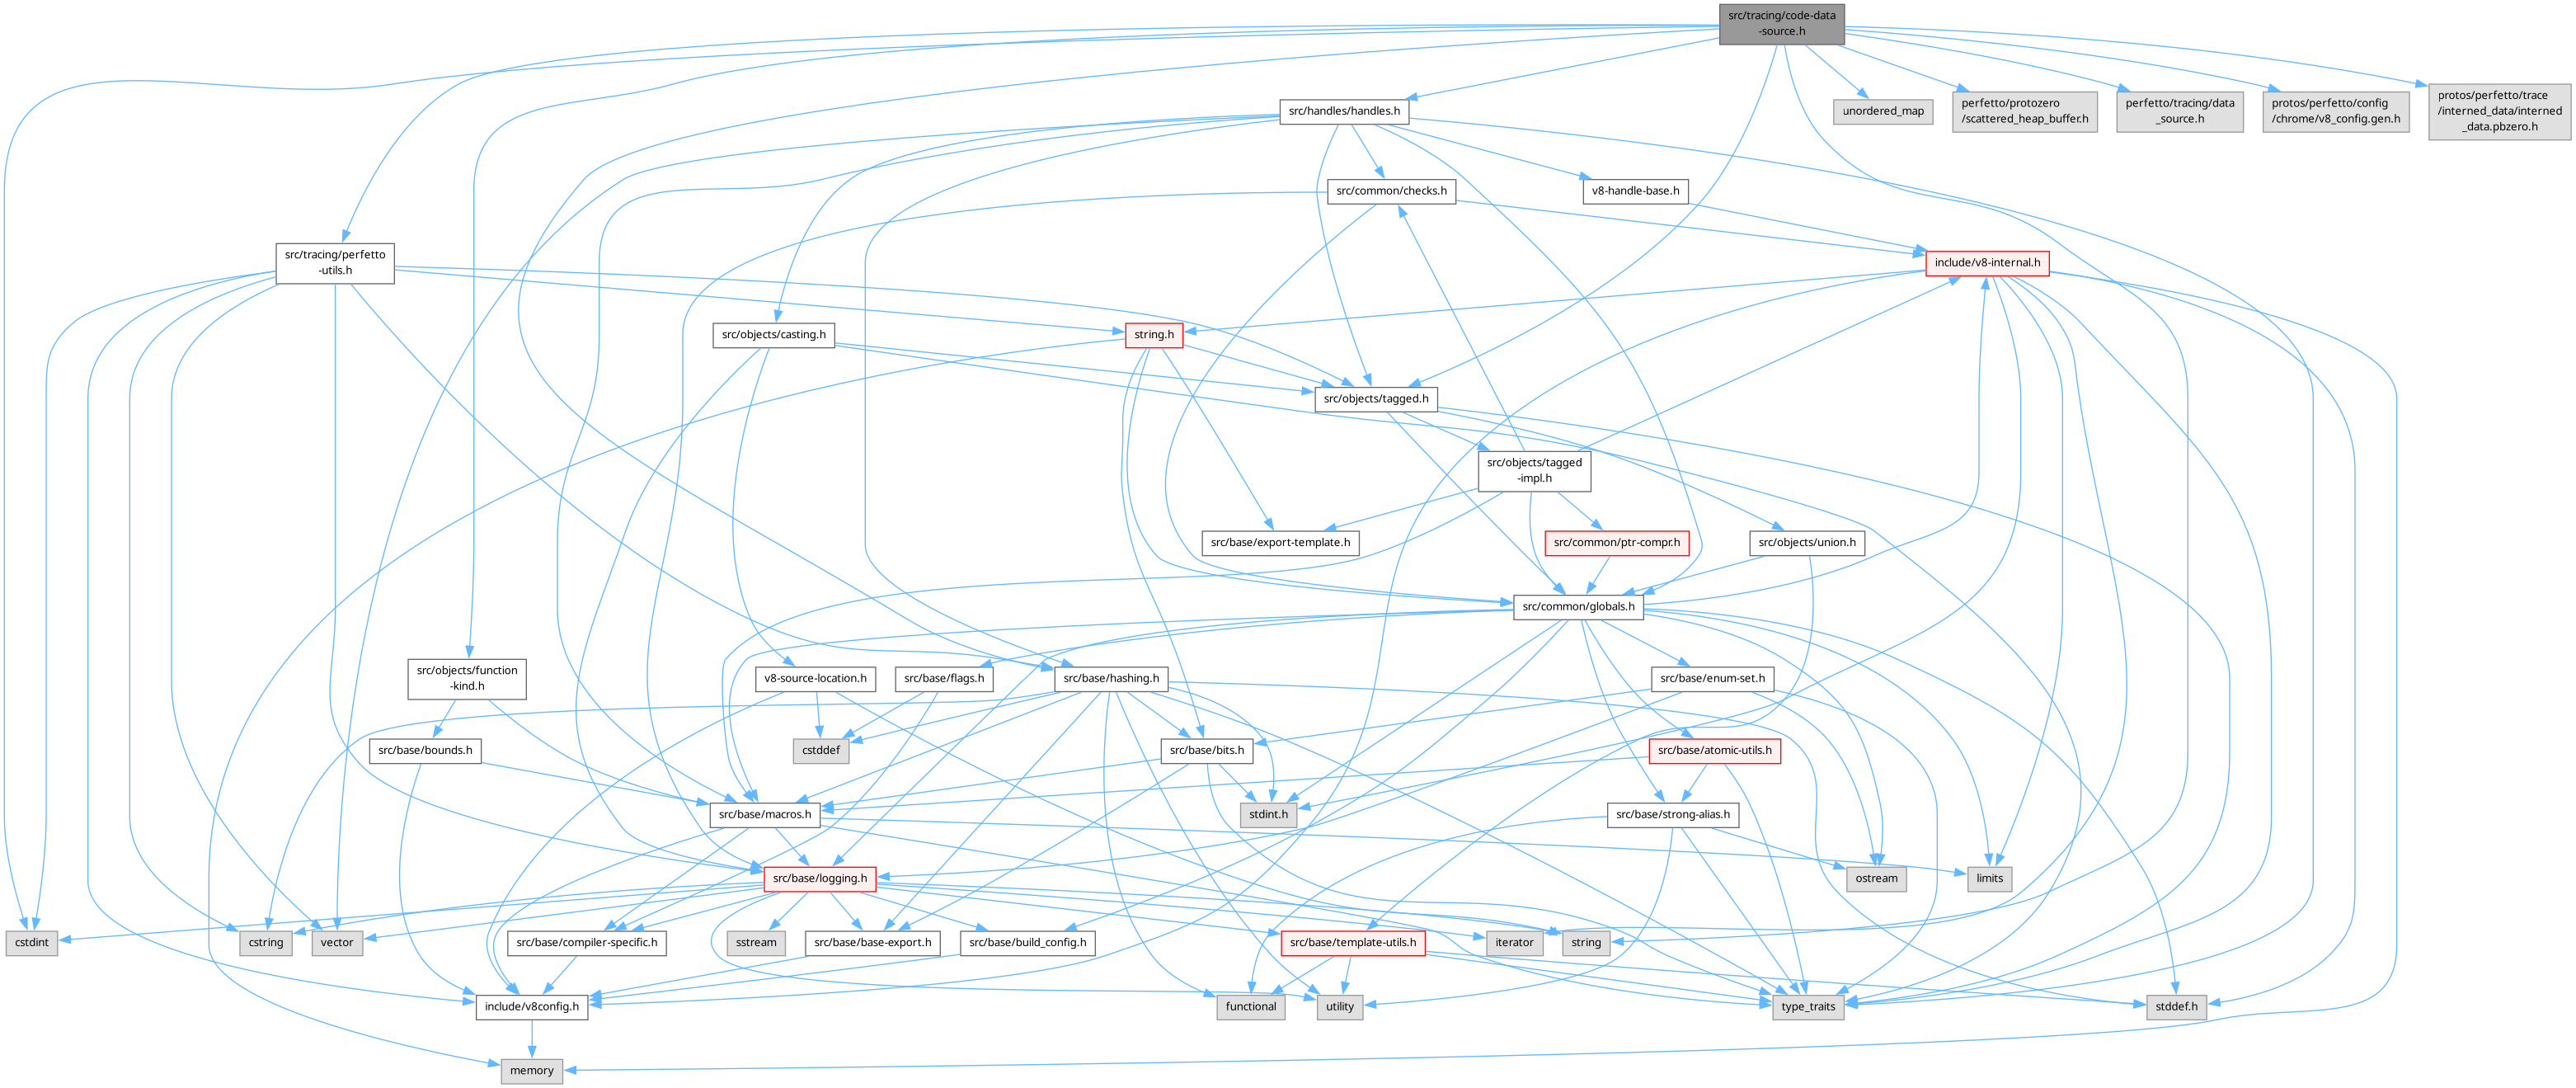 src/tracing/code-data
-source.h
src/handles/handles.h
unordered_map
perfetto/protozero
/scattered_heap_buffer.h
perfetto/tracing/data
_source.h
protos/perfetto/config
/chrome/v8_config.gen.h
protos/perfetto/trace
/interned_data/interned
_data.pbzero.h
src/common/checks.h
v8-handle-base.h
src/tracing/perfetto
-utils.h
include/v8-internal.h
src/objects/casting.h
string.h
src/objects/tagged.h
src/objects/tagged
-impl.h
src/base/export-template.h
src/common/ptr-compr.h
src/objects/union.h
src/common/globals.h
src/objects/function
-kind.h
v8-source-location.h
src/base/flags.h
src/base/hashing.h
src/base/enum-set.h
src/base/bounds.h
cstddef
src/base/bits.h
src/base/atomic-utils.h
src/base/macros.h
stdint.h
src/base/strong-alias.h
src/base/logging.h
ostream
limits
cstdint
cstring
vector
src/base/compiler-specific.h
sstream
src/base/base-export.h
src/base/build_config.h
src/base/template-utils.h
iterator
string
include/v8config.h
functional
utility
type_traits
stddef.h
memory